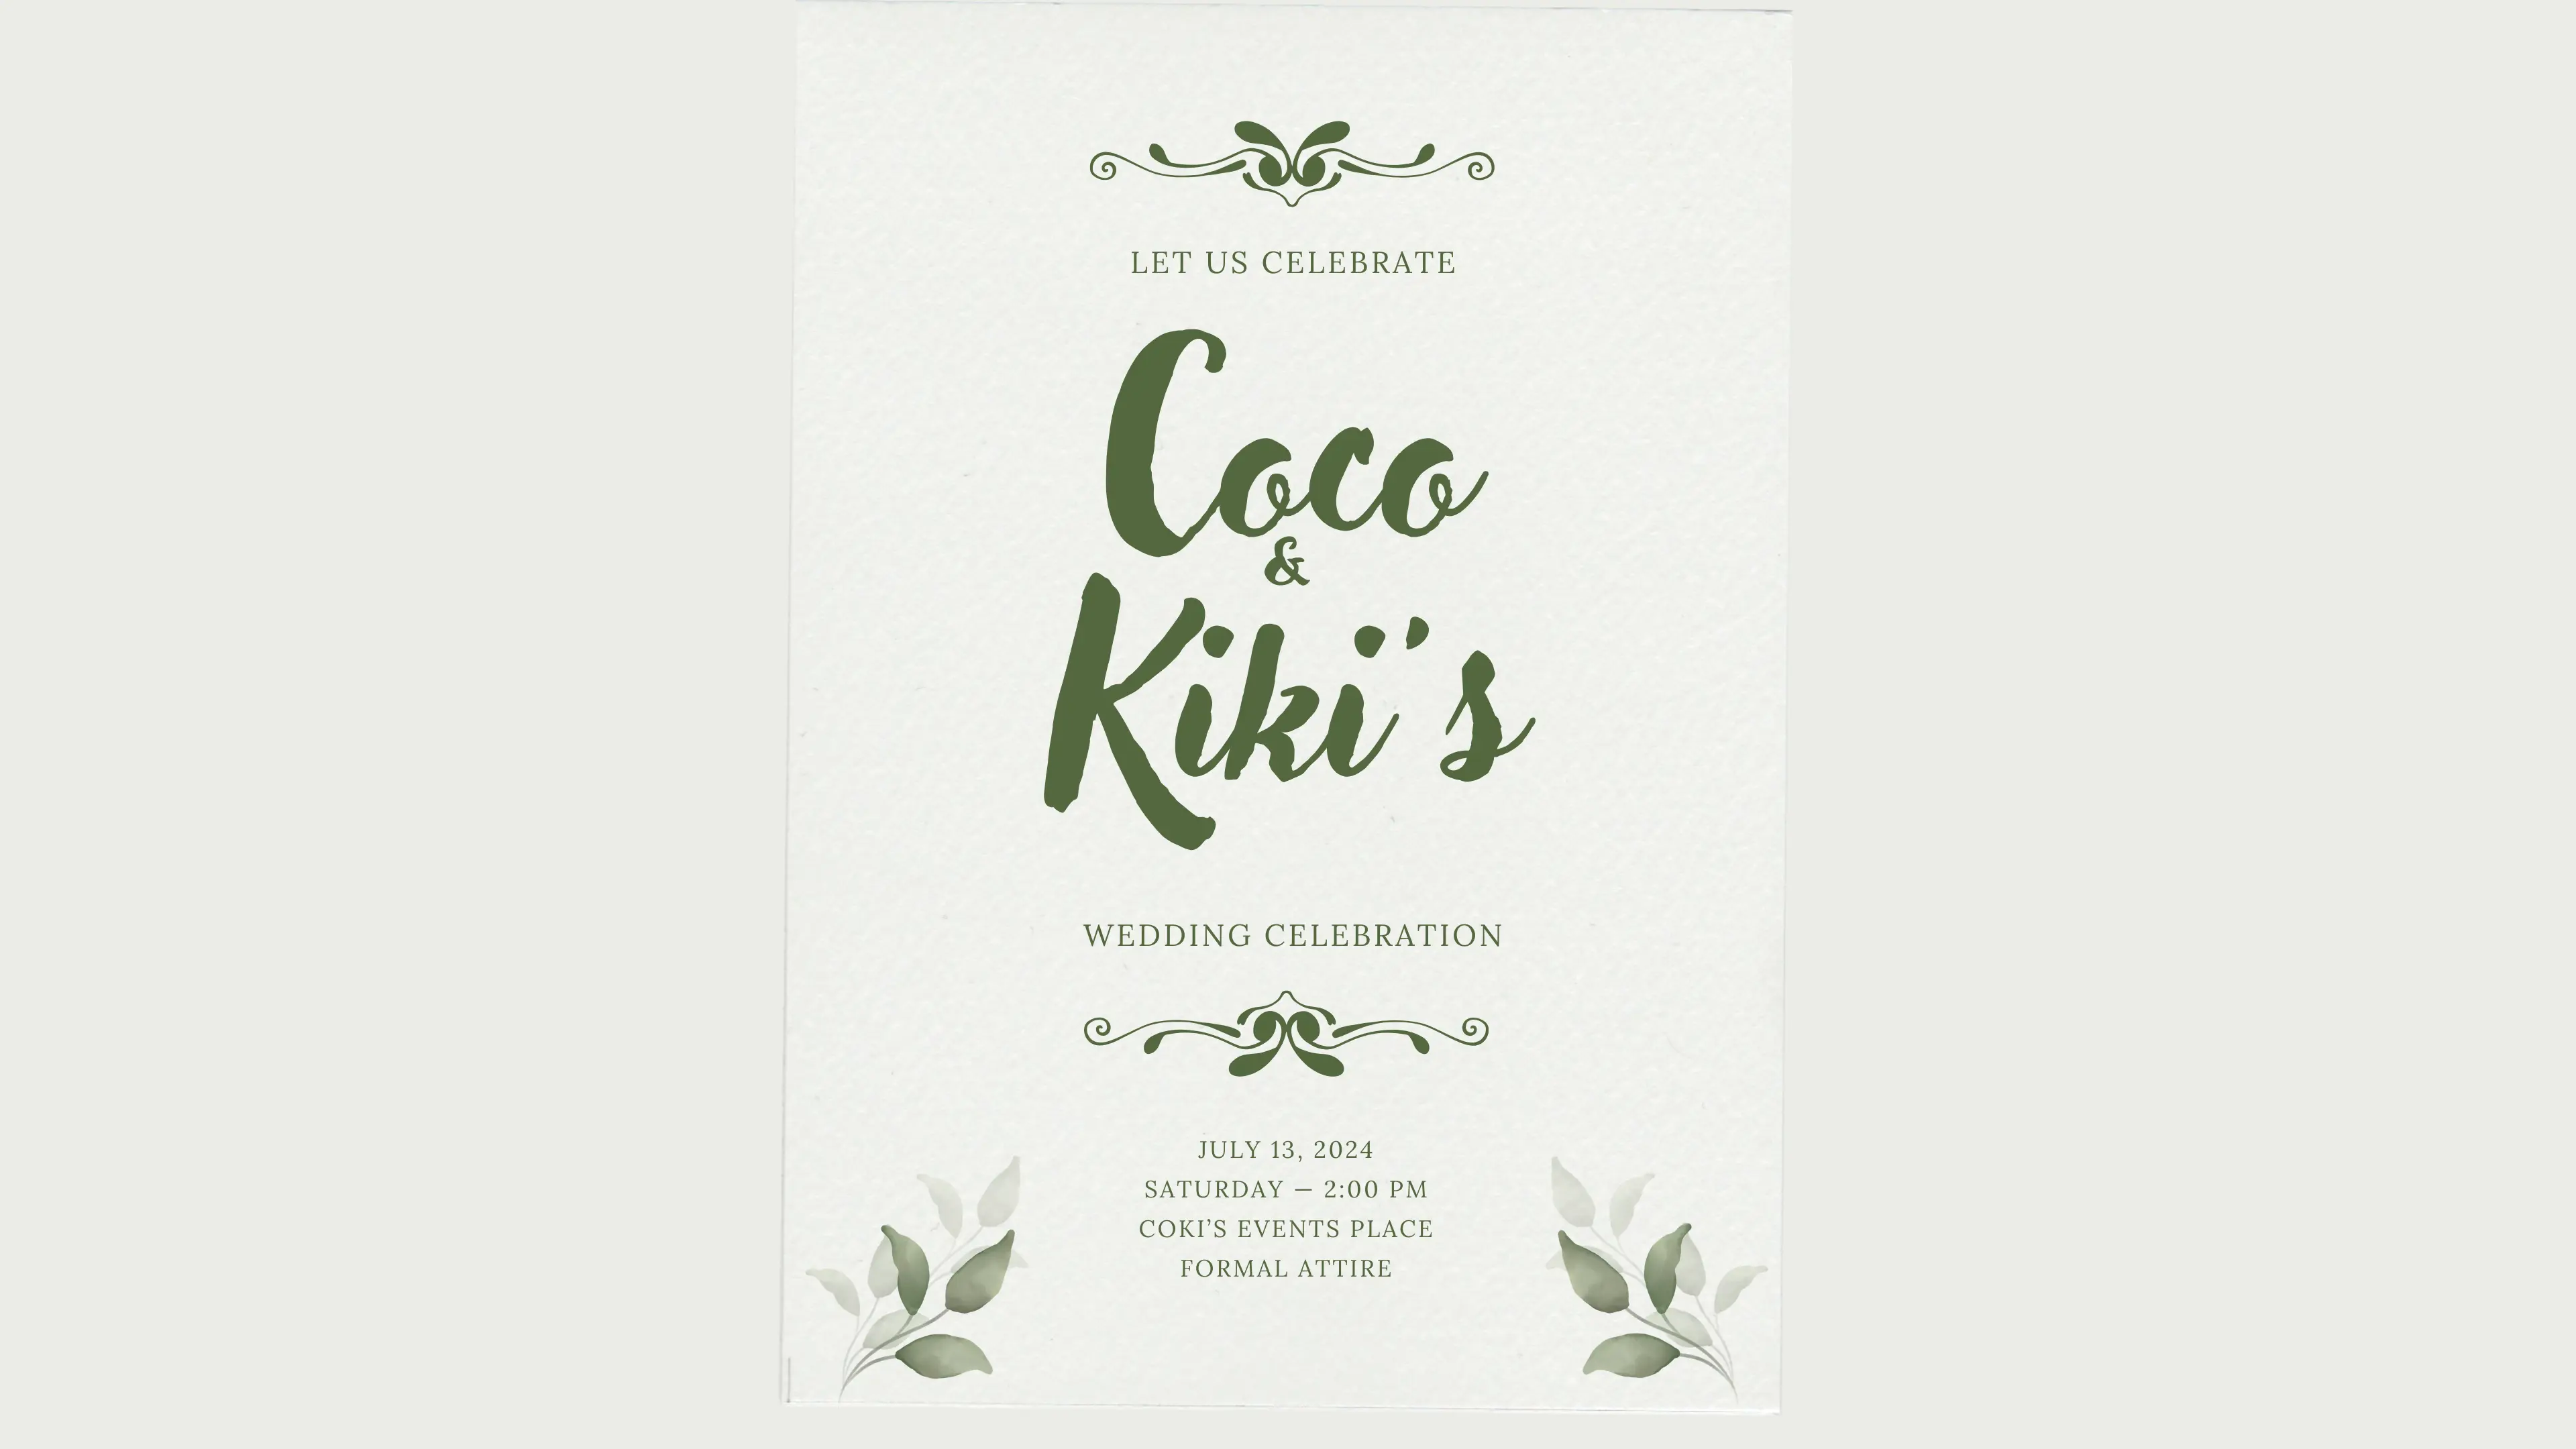 LET US CELEBRATE
Coco
&
Kiki's
WEDDING CELEBRATION
JULY 13, 2024
SATURDAY — 2:00 PM
COKI’S EVENTS PLACE
FORMAL ATTIRE